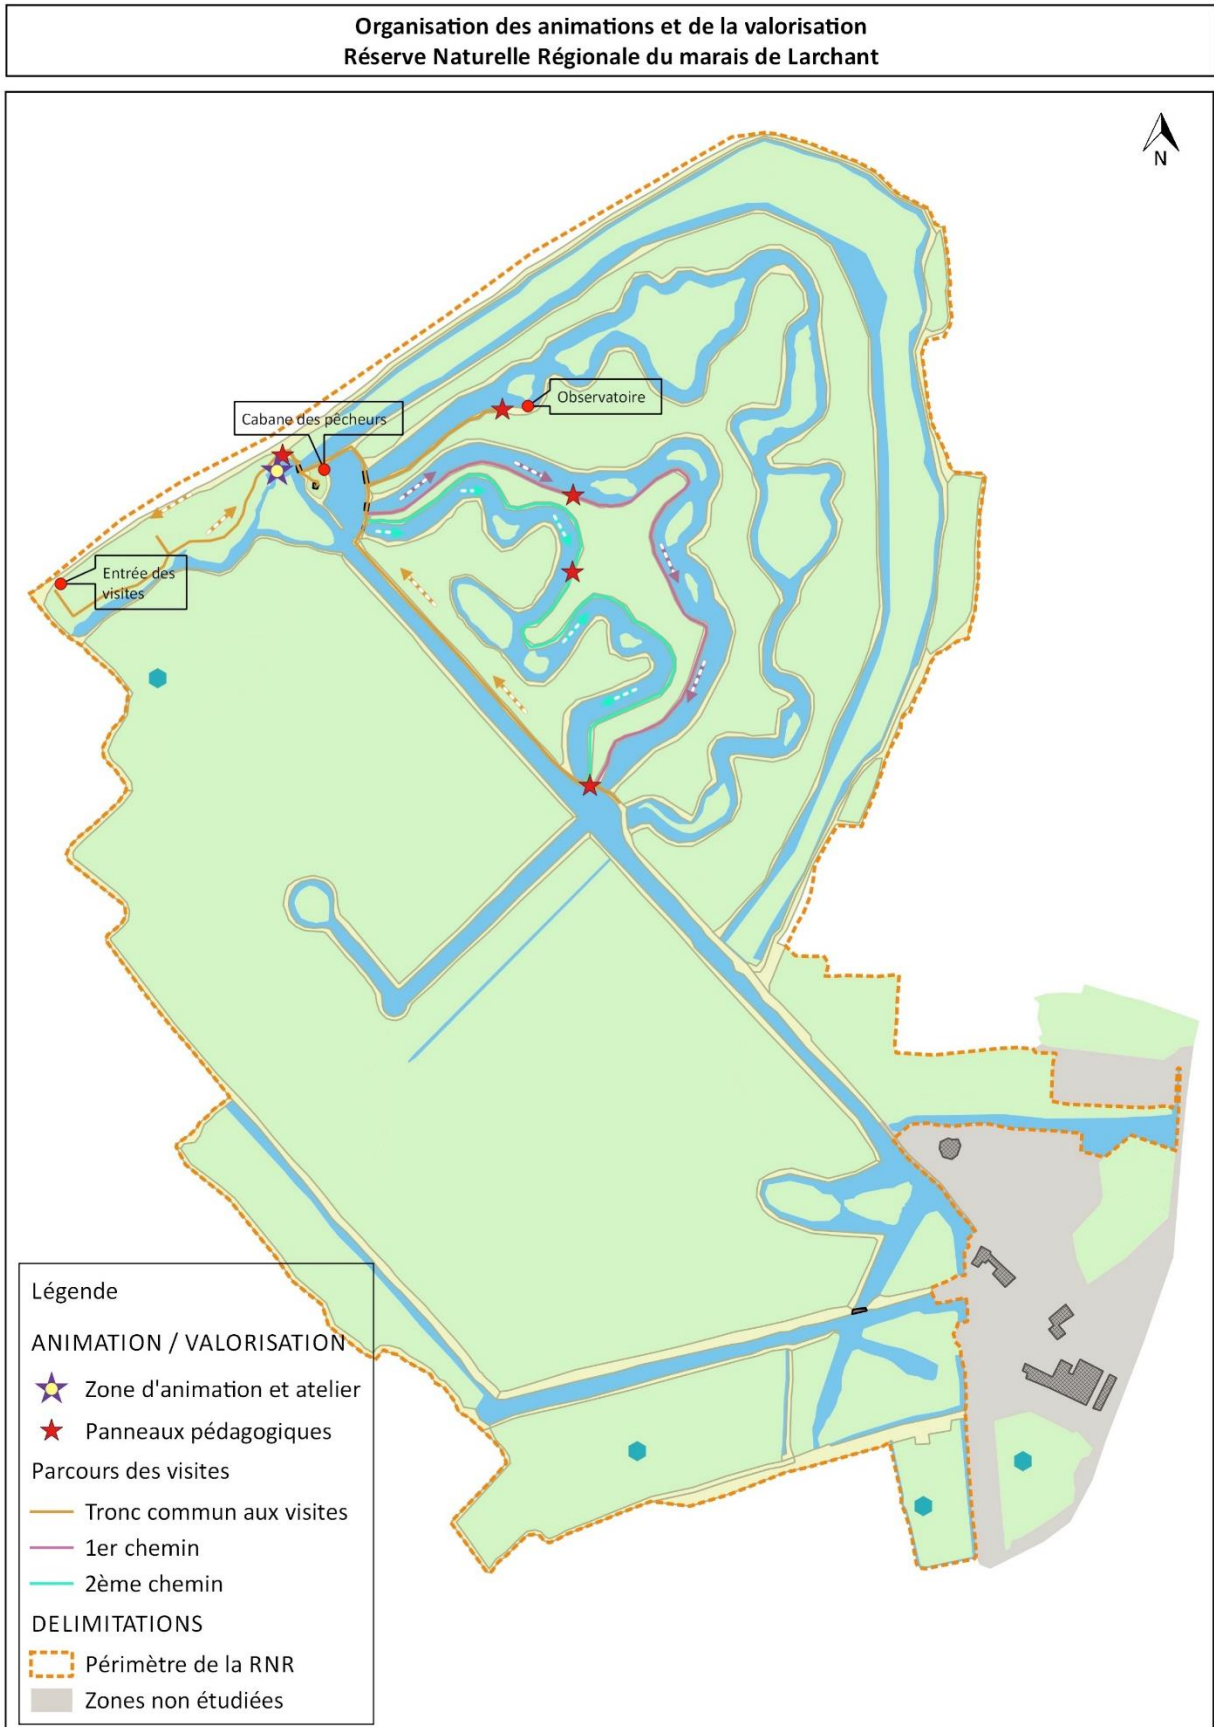 Organisation des animations et de la valorisation
Réserve Naturelle Régionale du marais de Larchant
N
Observatoire
Cabane des pêcheurs
Entrée des
visites
Légende
ANIMATION / VALORISATION
Zone d'animation et atelier
Panneaux pédagogiques
Parcours des visites
Tronc commun aux visites
1er chemin
2ème chemin
DELIMITATIONS
Périmètre de la RNR
Zones non étudiées